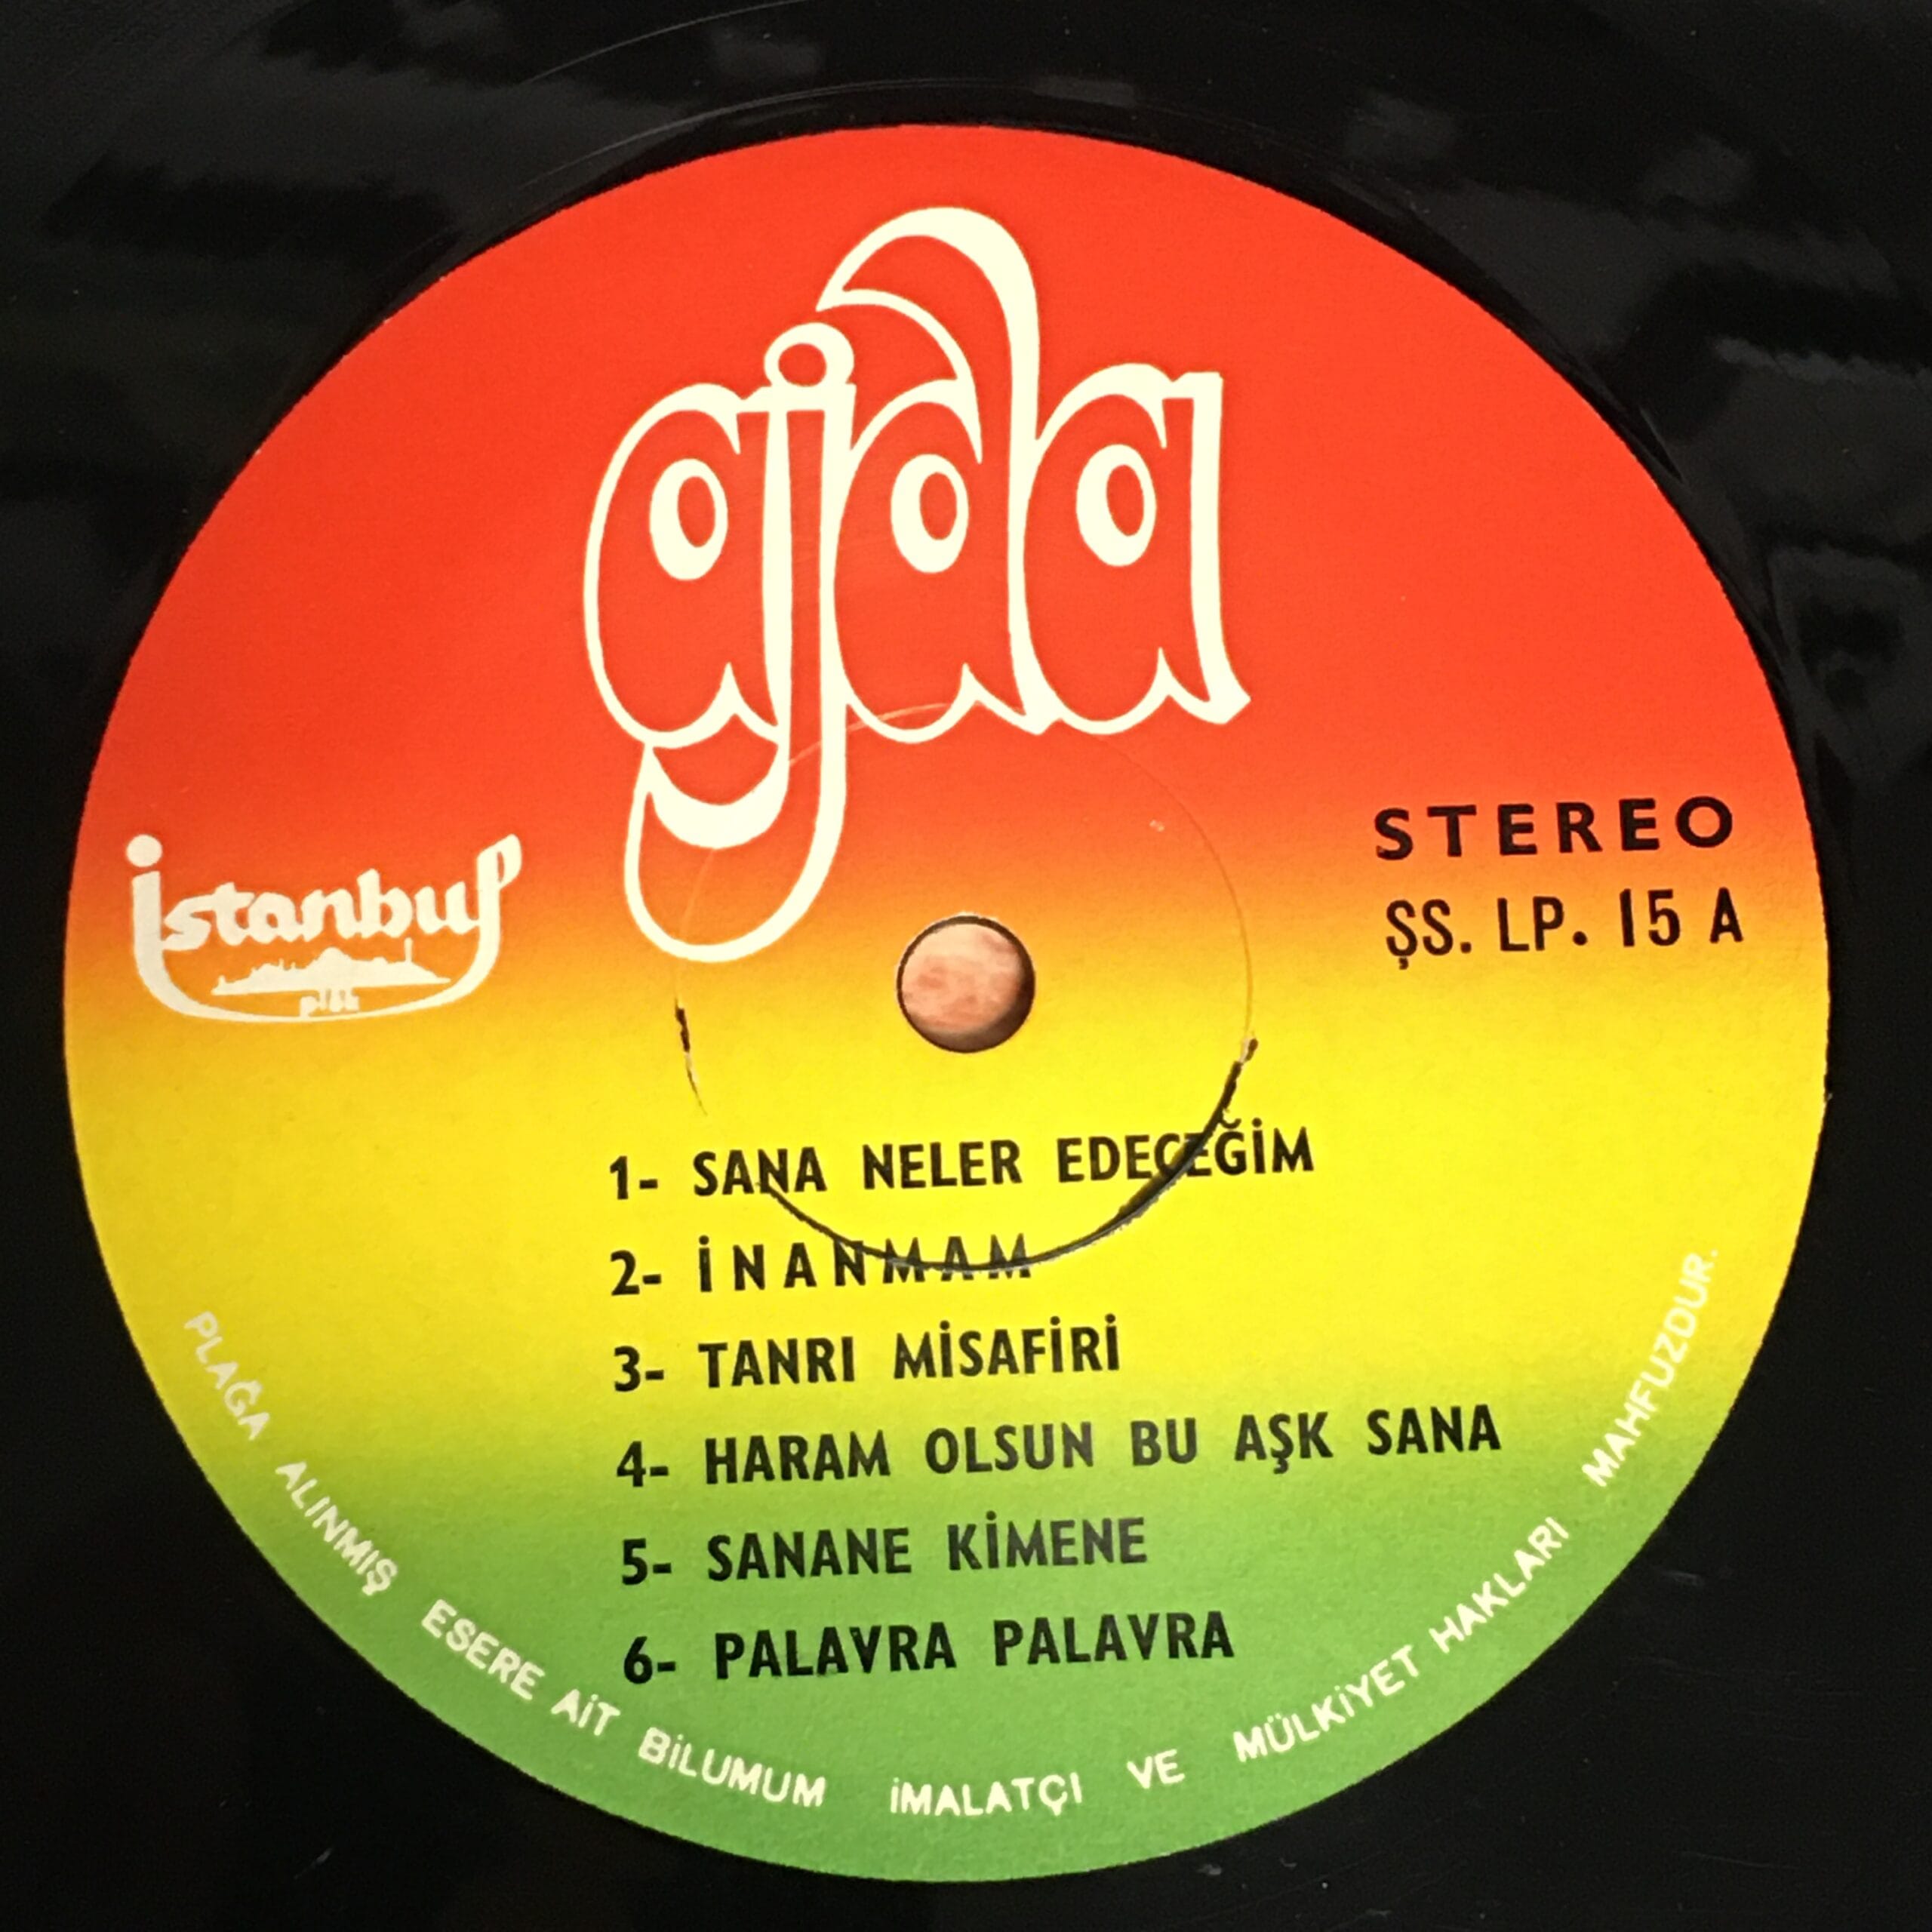 ajda
istanbul
plak
STEREO
ŞS. LP. 15 A
1- SANA NELER EDECEĞİM
2- İNANMAM
3- TANRI MİSAFİRİ
4- HARAM OLSUN BU AŞK SANA
5- SANANE KİMENE
6- PALAVRA PALAVRA
PLAĞA ALINMIŞ ESERE AİT BİLUMUM İMALATÇI VE MÜLKİYET HAKLARI MAHFUZDUR.